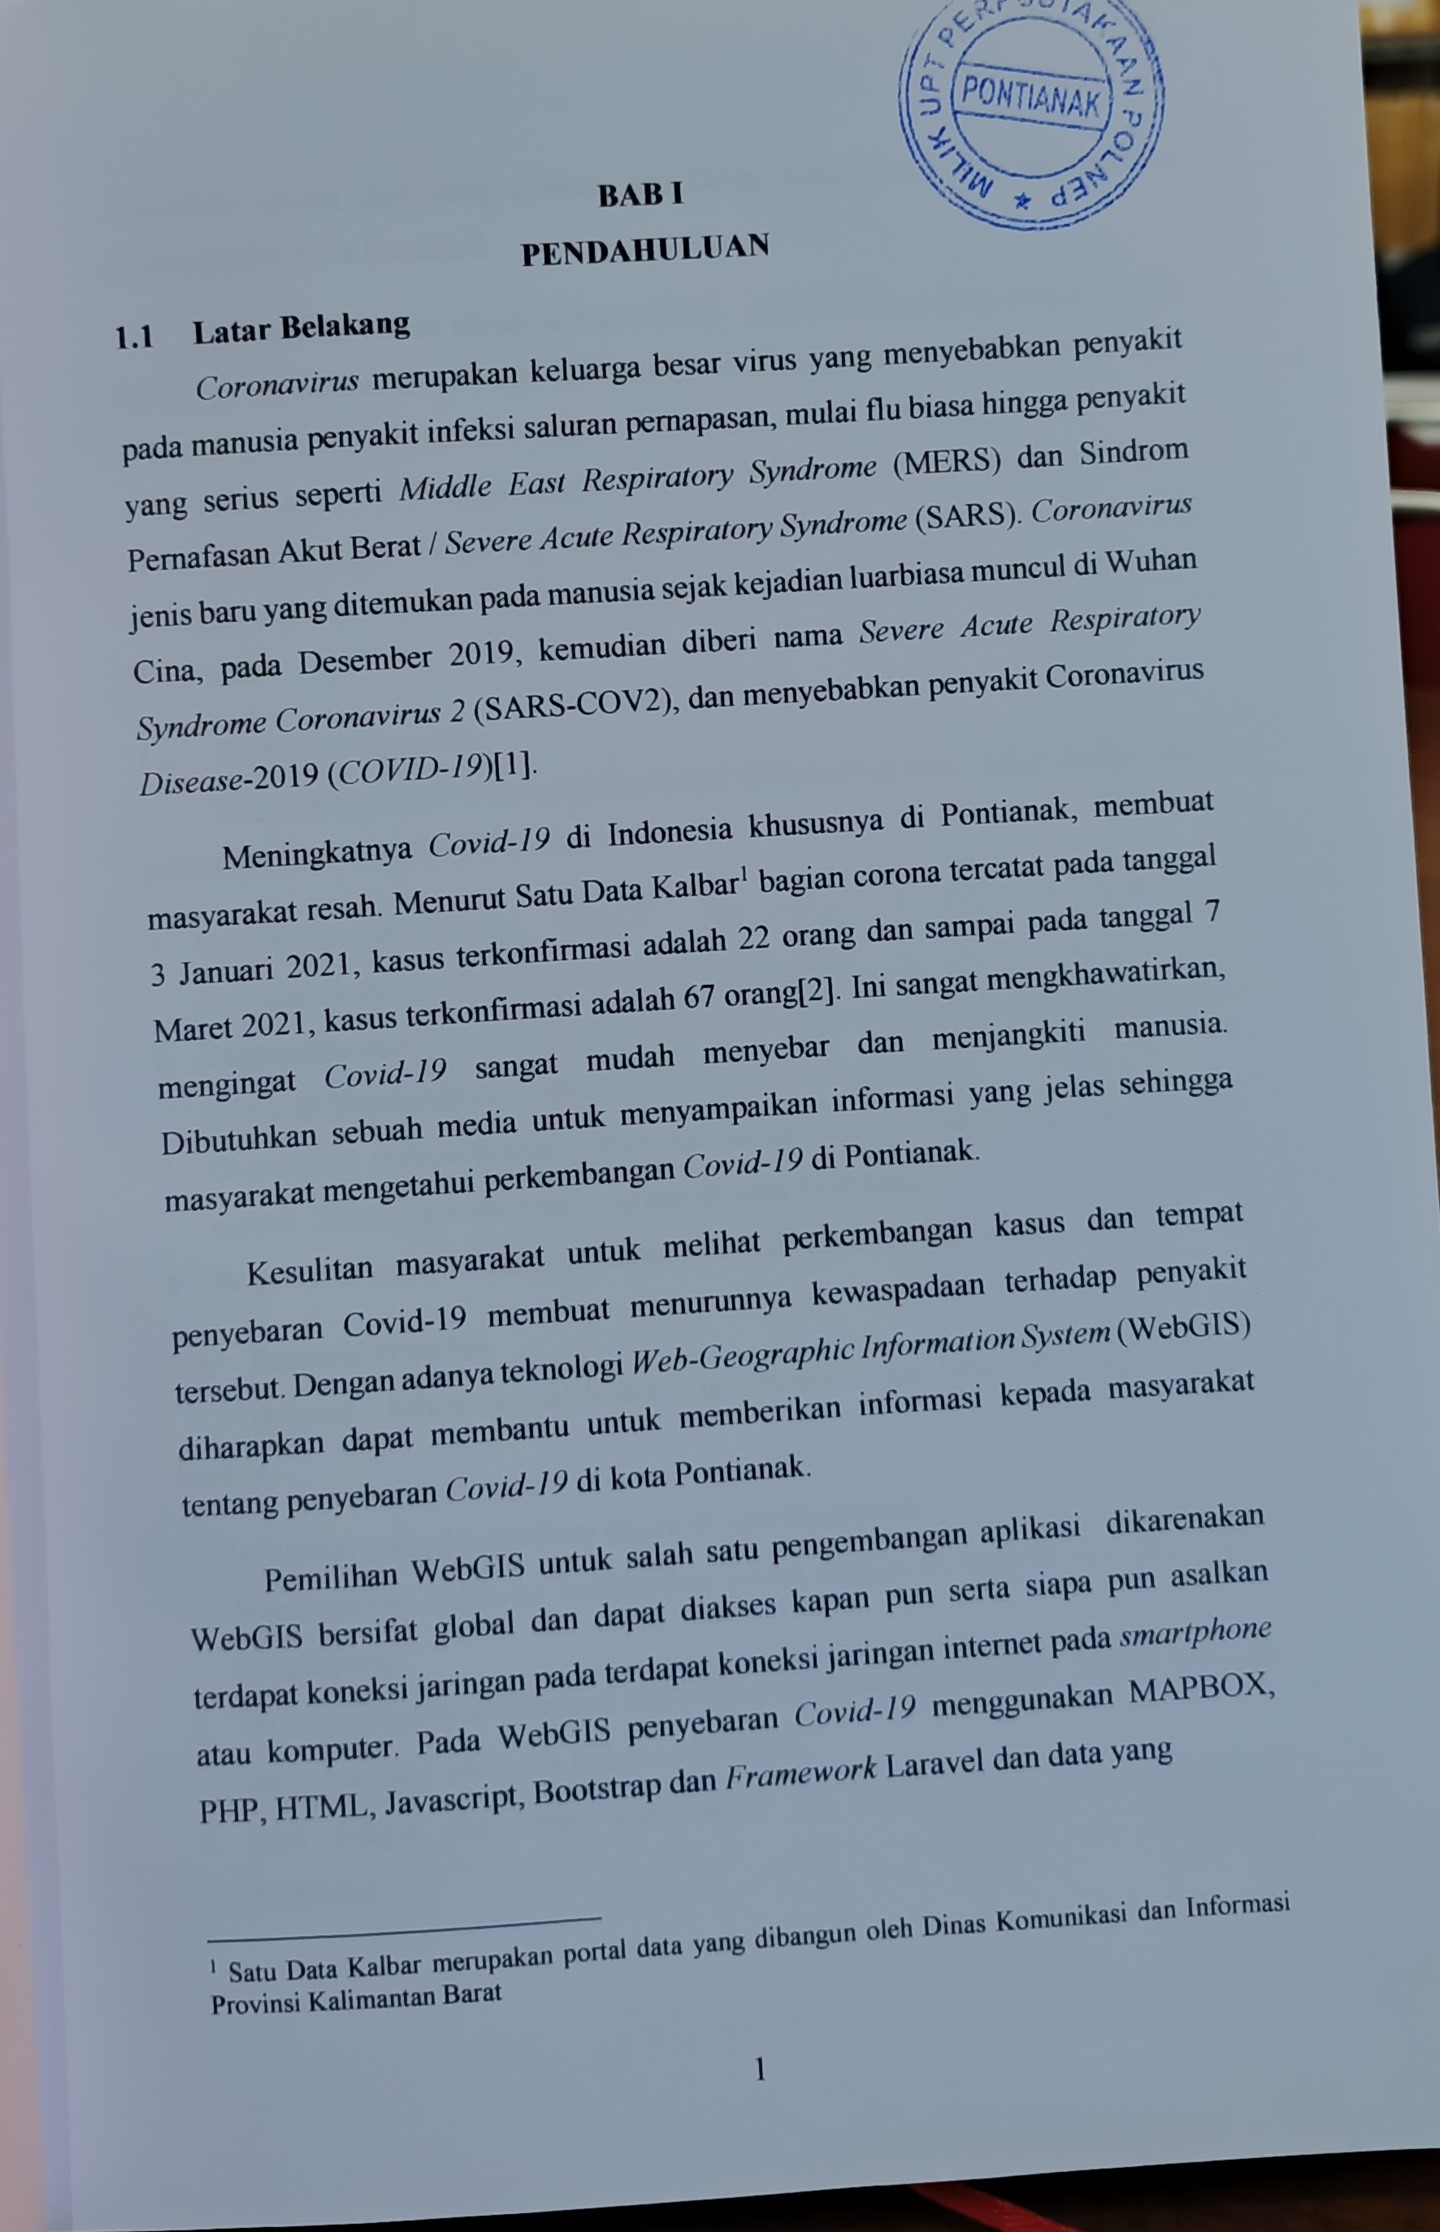 MILIK UPT PERPUSTAKAAN POLNEP
PONTIANAK
BAB I
PENDAHULUAN
1.1 Latar Belakang
Coronavirus merupakan keluarga besar virus yang menyebabkan penyakit
pada manusia penyakit infeksi saluran pernapasan, mulai flu biasa hingga penyakit
yang serius seperti Middle East Respiratory Syndrome (MERS) dan Sindrom
Pernafasan Akut Berat / Severe Acute Respiratory Syndrome (SARS). Coronavirus
jenis baru yang ditemukan pada manusia sejak kejadian luarbiasa muncul di Wuhan
Cina, pada Desember 2019, kemudian diberi nama Severe Acute Respiratory
Syndrome Coronavirus 2 (SARS-COV2), dan menyebabkan penyakit Coronavirus
Disease-2019 (COVID-19)[1].
Meningkatnya Covid-19 di Indonesia khususnya di Pontianak, membuat
masyarakat resah. Menurut Satu Data Kalbar¹ bagian corona tercatat pada tanggal
3 Januari 2021, kasus terkonfirmasi adalah 22 orang dan sampai pada tanggal 7
Maret 2021, kasus terkonfirmasi adalah 67 orang[2]. Ini sangat mengkhawatirkan,
mengingat Covid-19 sangat mudah menyebar dan menjangkiti manusia.
Dibutuhkan sebuah media untuk menyampaikan informasi yang jelas sehingga
masyarakat mengetahui perkembangan Covid-19 di Pontianak.
Kesulitan masyarakat untuk melihat perkembangan kasus dan tempat
penyebaran Covid-19 membuat menurunnya kewaspadaan terhadap penyakit
tersebut. Dengan adanya teknologi Web-Geographic Information System (WebGIS)
diharapkan dapat membantu untuk memberikan informasi kepada masyarakat
tentang penyebaran Covid-19 di kota Pontianak.
Pemilihan WebGIS untuk salah satu pengembangan aplikasi dikarenakan
WebGIS bersifat global dan dapat diakses kapan pun serta siapa pun asalkan
terdapat koneksi jaringan pada terdapat koneksi jaringan internet pada smartphone
atau komputer. Pada WebGIS penyebaran Covid-19 menggunakan MAPBOX,
PHP, HTML, Javascript, Bootstrap dan Framework Laravel dan data yang
¹ Satu Data Kalbar merupakan portal data yang dibangun oleh Dinas Komunikasi dan Informasi
Provinsi Kalimantan Barat
1